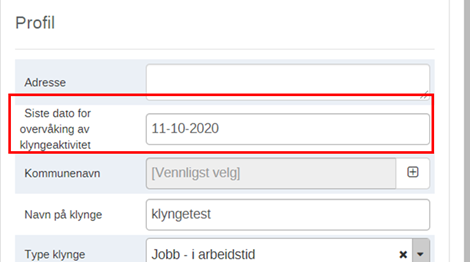 Profil
Adresse
Siste dato for
overvåking av
klyngeaktivitet
11-10-2020
Kommunenavn
[Vennligst velg]
Navn på klynge
klyngetest
Type klynge
Jobb - i arbeidstid